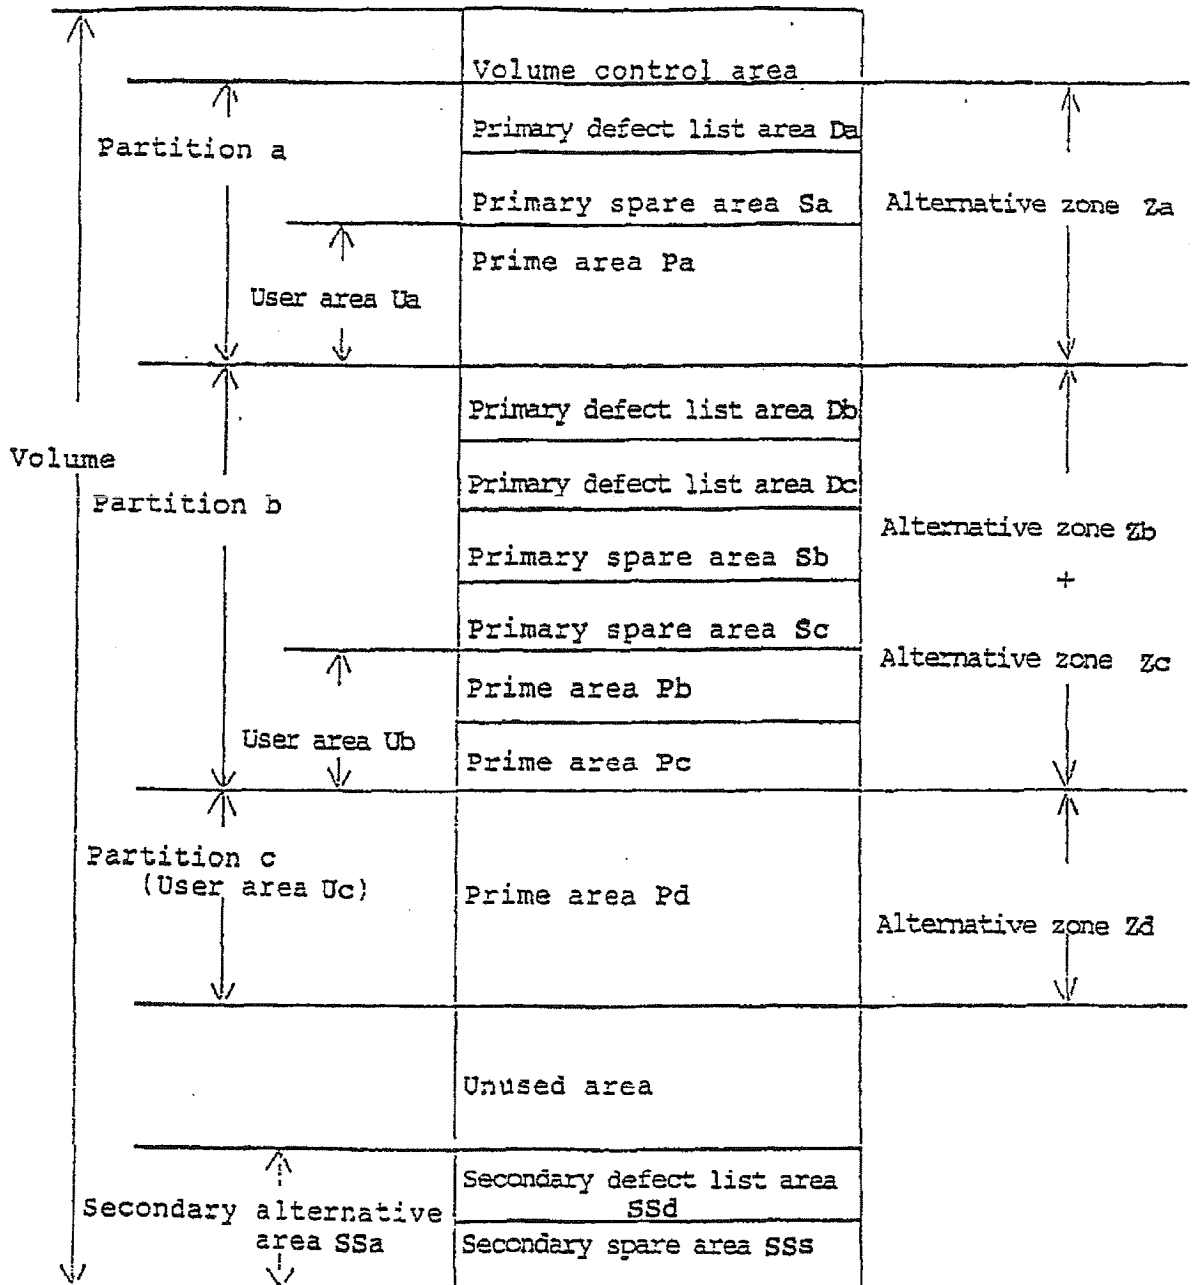 Volume control area
Primary defect list area Da
Partition a
Primary spare area Sa
Alternative zone Za
Prime area Pa
User area Ua
Primary defect list area Db
Volume
Primary defect list area Dc
Partition b
Alternative zone Zb
Primary spare area Sb
+
Primary spare area Sc
Alternative zone Zc
Prime area Pb
User area Ub
Prime area Pc
Partition c
(User area Uc)
Prime area Pd
Alternative zone Zd
Unused area
Secondary defect list area
SSd
Secondary alternative
area SSa
Secondary spare area SSs